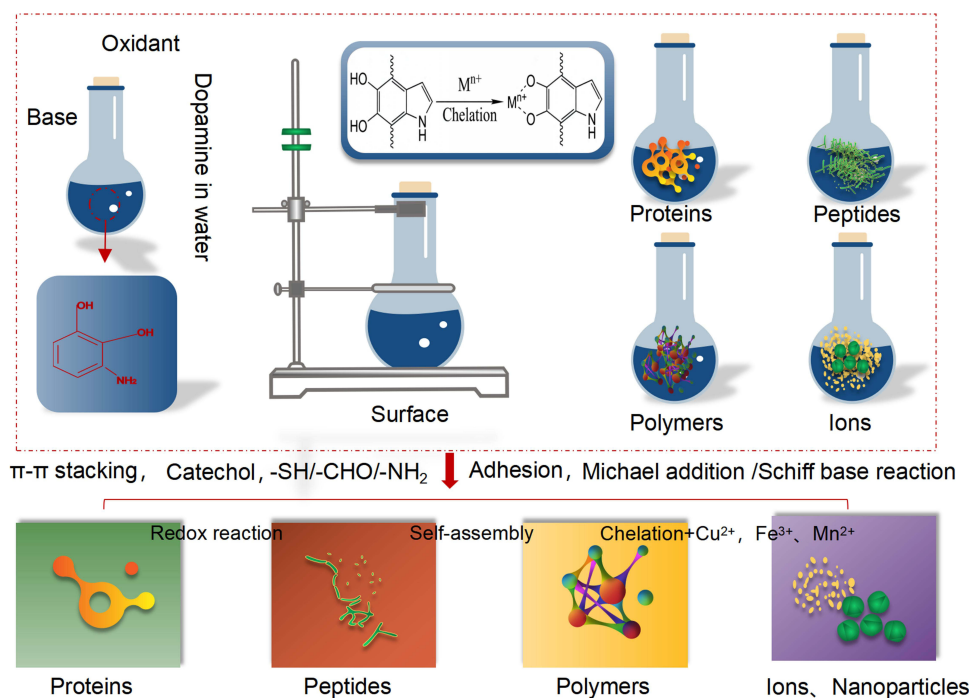 Oxidant
Base
Dopamine in water
OH
OH
NH₂
HO
HO
N
H
Mⁿ⁺
Chelation
Mⁿ⁺
O
O
N
H
Surface
Proteins
Peptides
Polymers
Ions
π-π stacking, Catechol, -SH/-CHO/-NH₂ Adhesion, Michael addition /Schiff base reaction
Redox reaction
Self-assembly
Chelation+Cu²⁺, Fe³⁺、Mn²⁺
Proteins
Peptides
Polymers
Ions、Nanoparticles